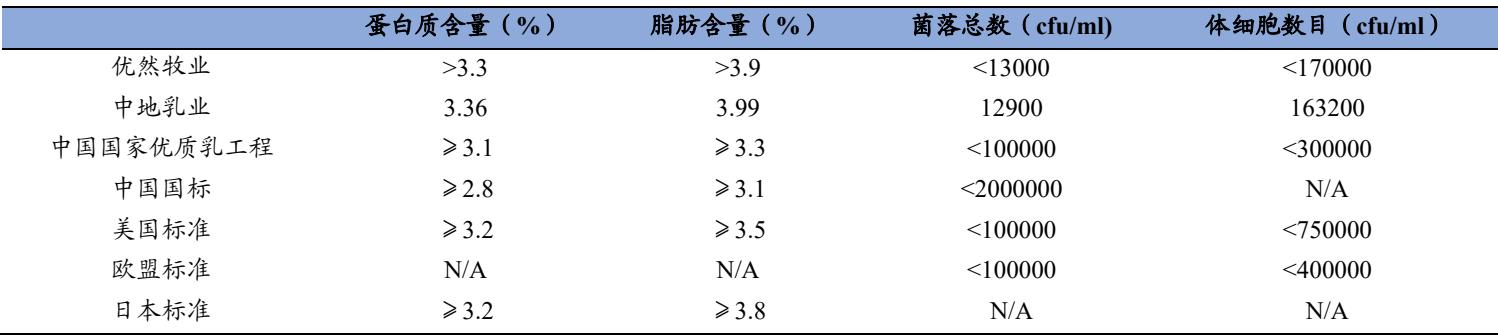 蛋白质含量（%） 脂肪含量（%） 菌落总数（cfu/ml) 体细胞数目（cfu/ml）
优然牧业 >3.3 >3.9 <13000 <170000
中地乳业 3.36 3.99 12900 163200
中国国家优质乳工程 ⩾3.1 ⩾3.3 <100000 <300000
中国国标 ⩾2.8 ⩾3.1 <2000000 N/A
美国标准 ⩾3.2 ⩾3.5 <100000 <750000
欧盟标准 N/A N/A <100000 <400000
日本标准 ⩾3.2 ⩾3.8 N/A N/A